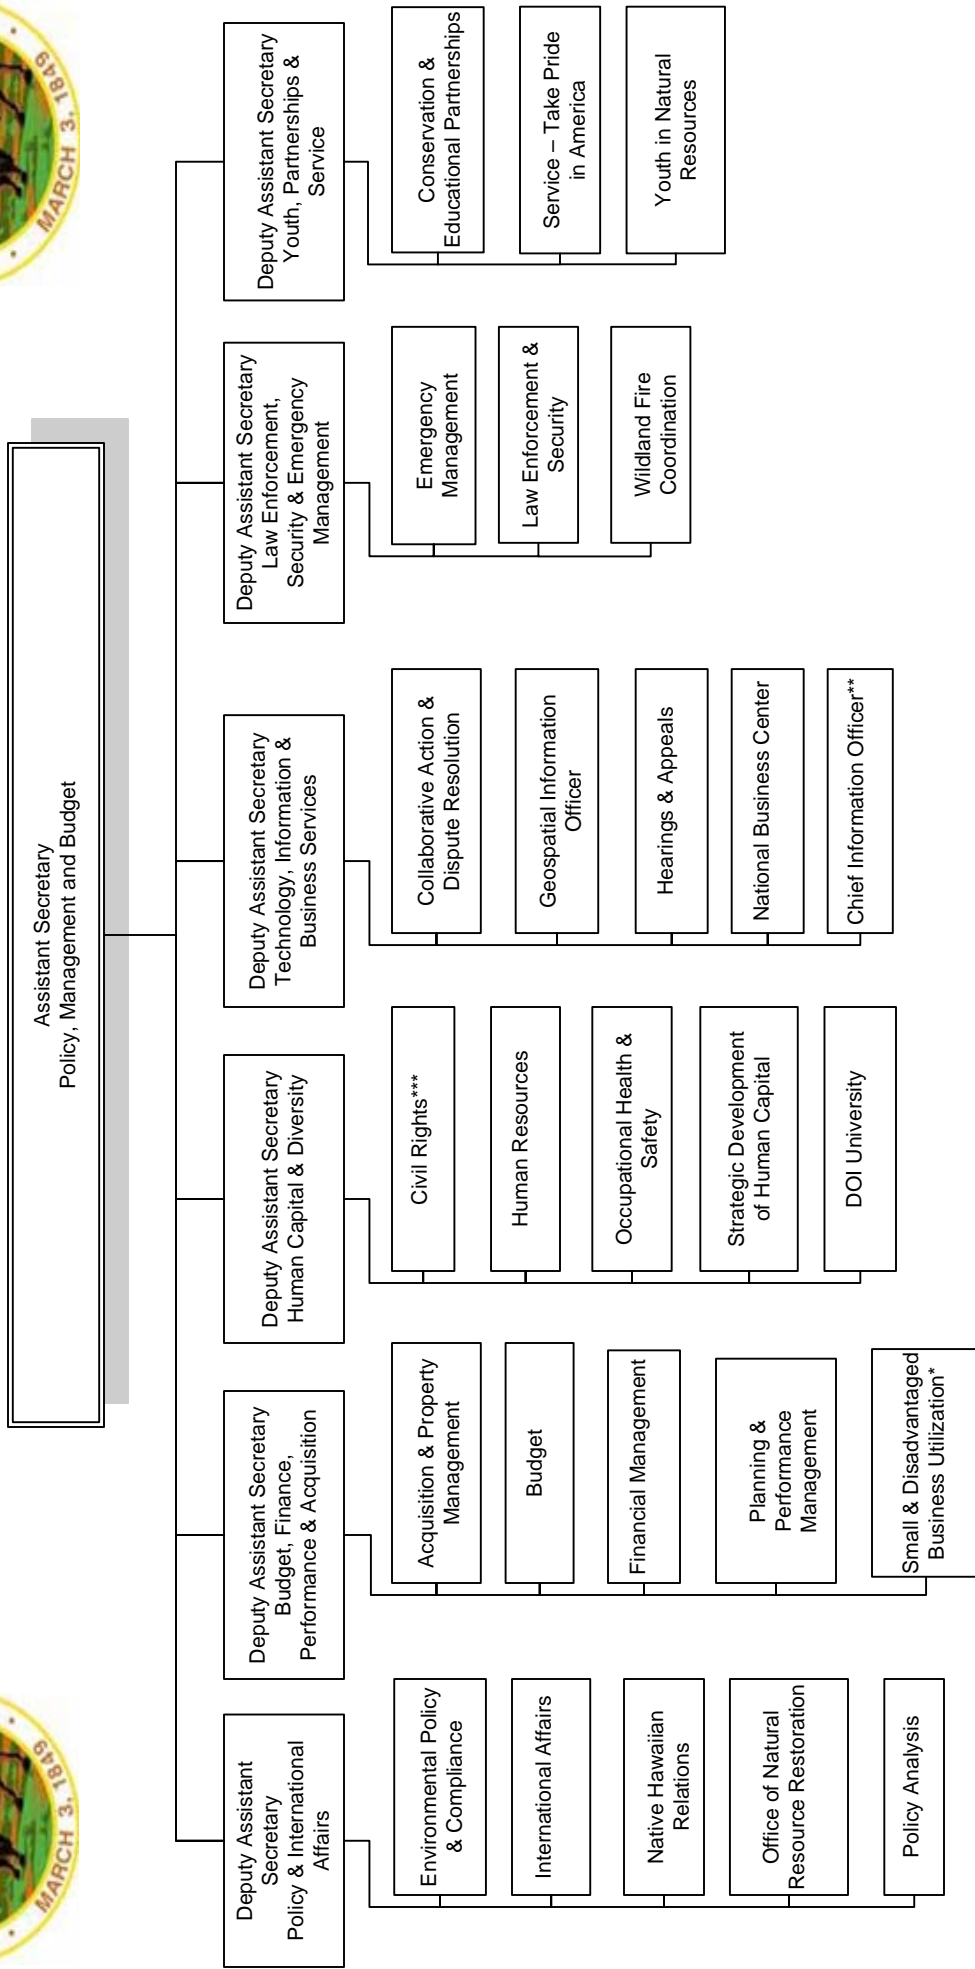 MARCH 3, 1849
MARCH 3, 1849
Assistant Secretary
Policy, Management and Budget
Deputy Assistant
Secretary
Policy & International
Affairs
Environmental Policy
& Compliance
International Affairs
Native Hawaiian
Relations
Office of Natural
Resource Restoration
Policy Analysis
Deputy Assistant Secretary
Budget, Finance,
Performance & Acquisition
Acquisition & Property
Management
Budget
Financial Management
Planning &
Performance
Management
Small & Disadvantaged
Business Utilization*
Deputy Assistant Secretary
Human Capital & Diversity
Civil Rights***
Human Resources
Occupational Health &
Safety
Strategic Development
of Human Capital
DOI University
Deputy Assistant Secretary
Technology, Information &
Business Services
Collaborative Action &
Dispute Resolution
Geospatial Information
Officer
Hearings & Appeals
National Business Center
Chief Information Officer**
Deputy Assistant Secretary
Law Enforcement,
Security & Emergency
Management
Emergency
Management
Law Enforcement &
Security
Wildland Fire
Coordination
Deputy Assistant Secretary
Youth, Partnerships &
Service
Conservation &
Educational Partnerships
Service – Take Pride
in America
Youth in Natural
Resources